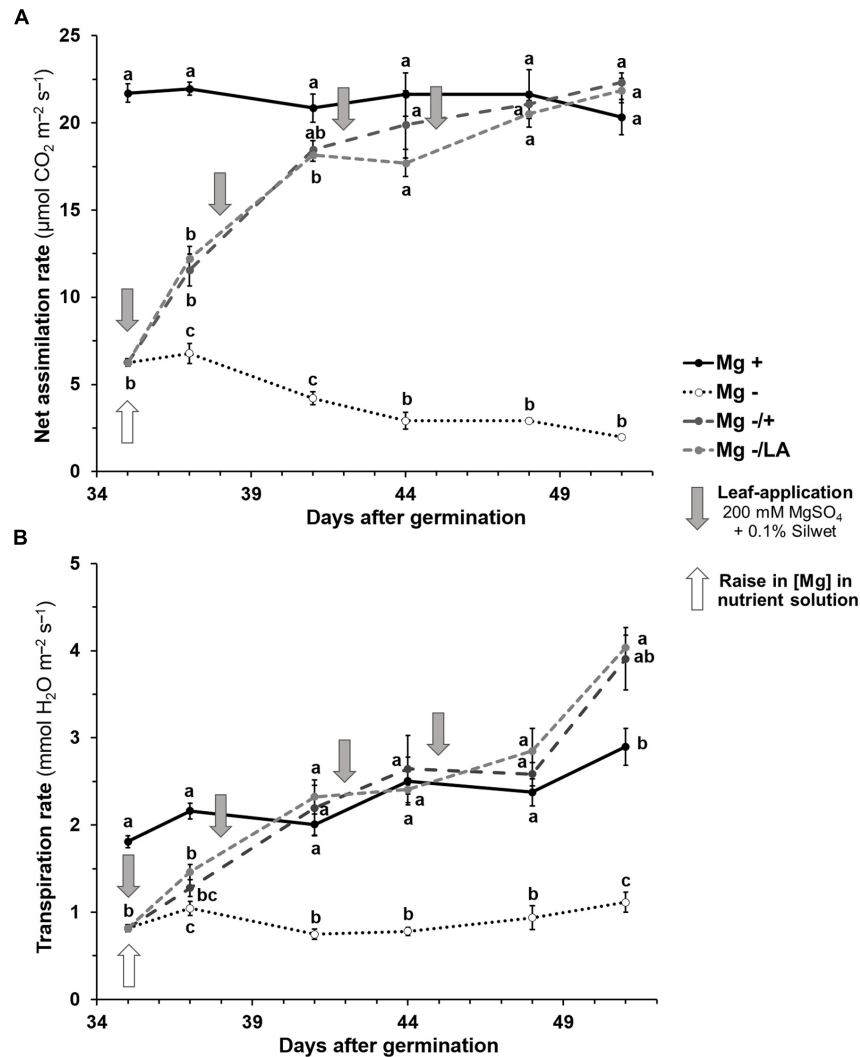 A
25
20
15
10
5
0
Net assimilation rate (µmol CO₂ m⁻² s⁻¹)
a
a
a
a
a
a
a
a
a
a
a
a
ab
b
b
b
b
c
c
b
b
b
34
39
44
49
Days after germination
Mg +
Mg -
Mg -/+
Mg -/LA
Leaf-application
200 mM MgSO₄
+ 0.1% Silwet
Raise in [Mg] in
nutrient solution
B
5
4
3
2
1
0
Transpiration rate (mmol H₂O m⁻² s⁻¹)
a
a
b
b
bc
c
a
a
a
b
a
a
a
b
a
a
a
b
a
ab
b
c
34
39
44
49
Days after germination